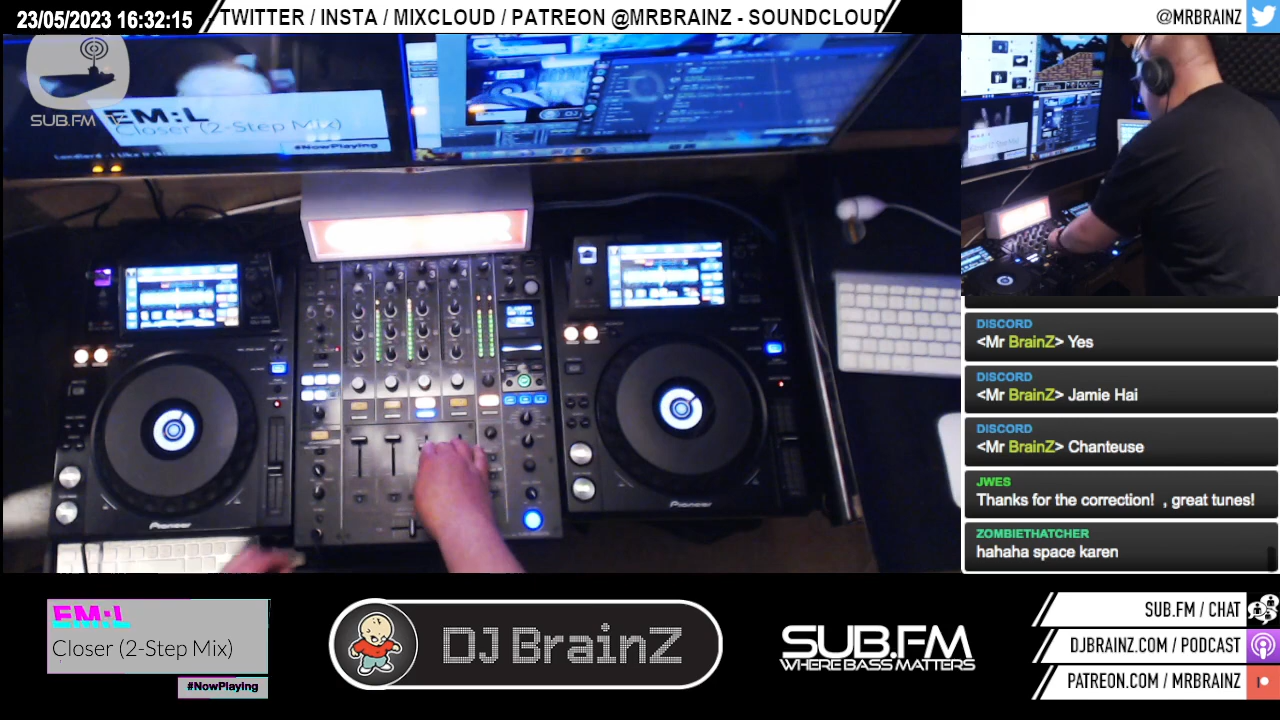 23/05/2023 16:32:15
TWITTER / INSTA / MIXCLOUD / PATREON @MRBRAINZ - SOUNDCLOUD
@MRBRAINZ
SUB.FM TV
EM:L
Closer (2-Step Mix)
#NowPlaying
DISCORD
<Mr BrainZ> Yes
DISCORD
<Mr BrainZ> Jamie Hai
DISCORD
<Mr BrainZ> Chanteuse
JWES
Thanks for the correction! , great tunes!
ZOMBIETHATCHER
hahaha space karen
Pioneer
Pioneer
EM:L
Closer (2-Step Mix)
#NowPlaying
DJ BrainZ
SUB.FM
WHERE BASS MATTERS
SUB.FM / CHAT
DJBRAINZ.COM / PODCAST
PATREON.COM / MRBRAINZ